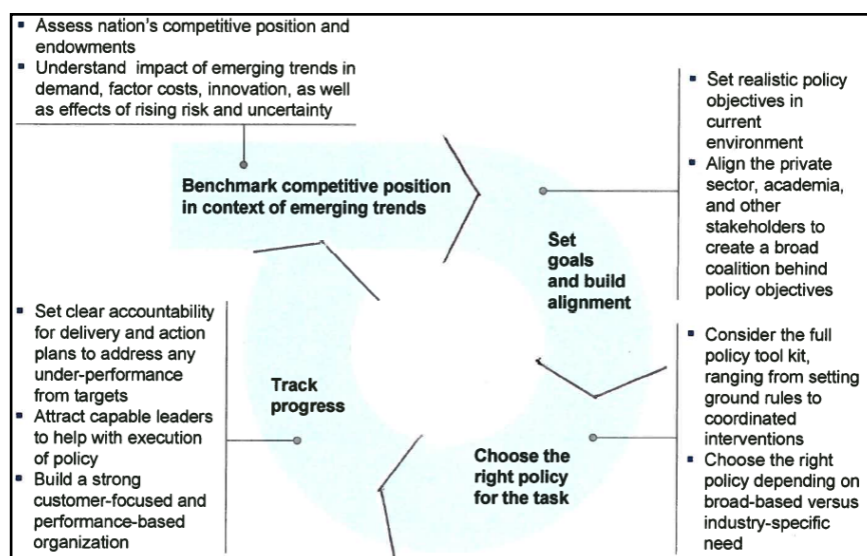 ▪ Assess nation's competitive position and
endowments
▪ Understand impact of emerging trends in
demand, factor costs, innovation, as well
as effects of rising risk and uncertainty
Benchmark competitive position
in context of emerging trends
▪ Set realistic policy
objectives in
current
environment
▪ Align the private
sector, academia,
and other
stakeholders to
create a broad
coalition behind
policy objectives
Set
goals
and build
alignment
▪ Consider the full
policy tool kit,
ranging from setting
ground rules to
coordinated
interventions
▪ Choose the right
policy depending on
broad-based versus
industry-specific
need
Choose the
right policy
for the task
Track
progress
▪ Set clear accountability
for delivery and action
plans to address any
under-performance
from targets
▪ Attract capable leaders
to help with execution
of policy
▪ Build a strong
customer-focused and
performance-based
organization